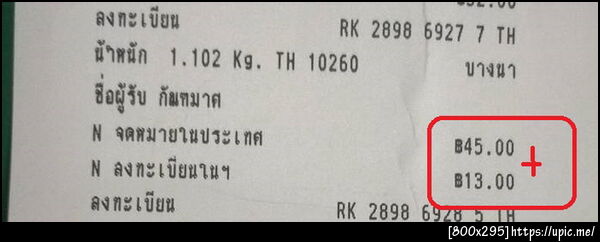 ลงทะเบียน RK 2898 6927 7 TH
น้ำหนัก 1.102 Kg. TH 10260 บางนา
ชื่อผู้รับ กัณฑมาศ
N จดหมายในประเทศ ฿45.00
+
N ลงทะเบียนในฯ ฿13.00
ลงทะเบียน RK 2898 6928 5 TH
[800x295] https://upic.me/